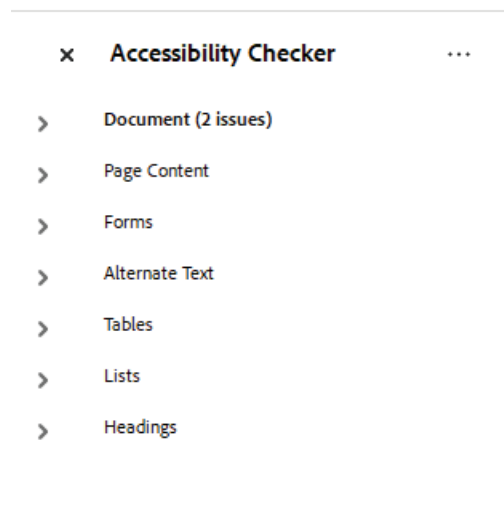 Accessibility Checker
Document (2 issues)
Page Content
Forms
Alternate Text
Tables
Lists
Headings